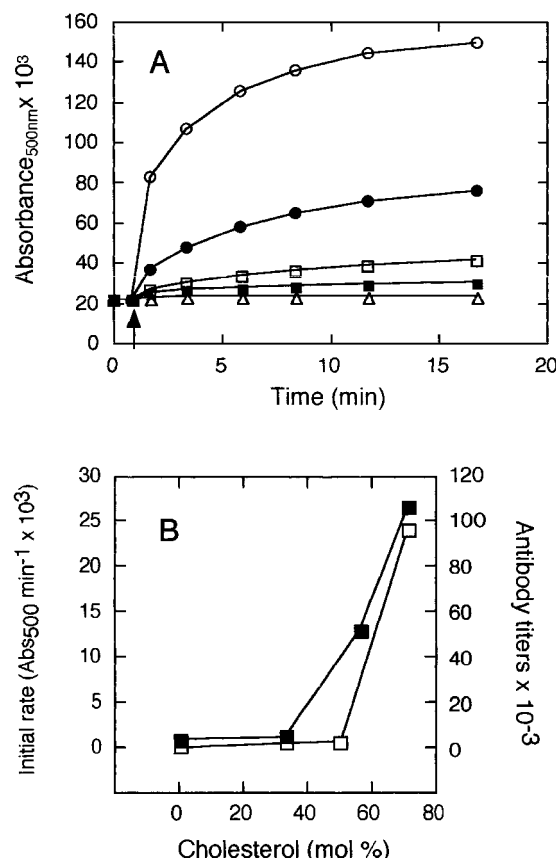 A
Absorbance500nm x 10³
160
140
120
100
80
60
40
20
0
0 5 10 15 20
Time (min)
B
Initial rate (Abs500 min-1 x 10³)
30
25
20
15
10
5
0
Antibody titers x 10-3
120
100
80
60
40
20
0
0 20 40 60 80
Cholesterol (mol %)